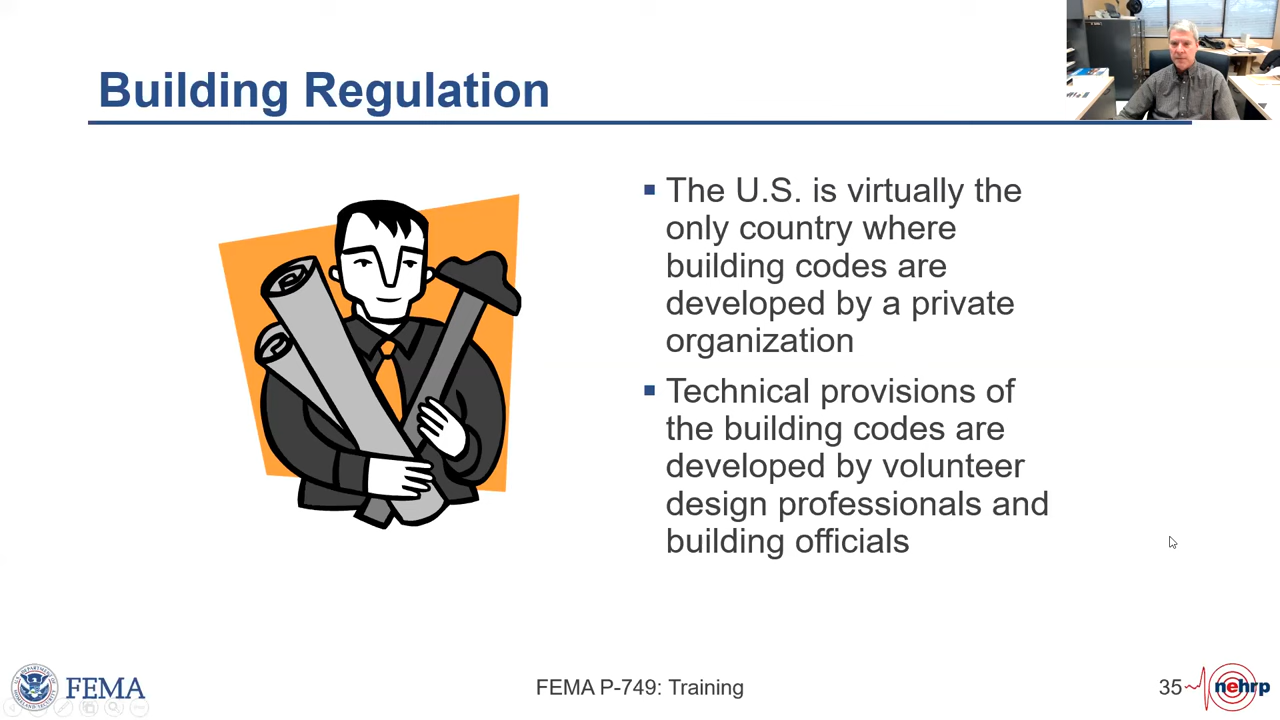 Building Regulation
▪ The U.S. is virtually the
only country where
building codes are
developed by a private
organization
▪ Technical provisions of
the building codes are
developed by volunteer
design professionals and
building officials
FEMA
FEMA P-749: Training
35
nehrp